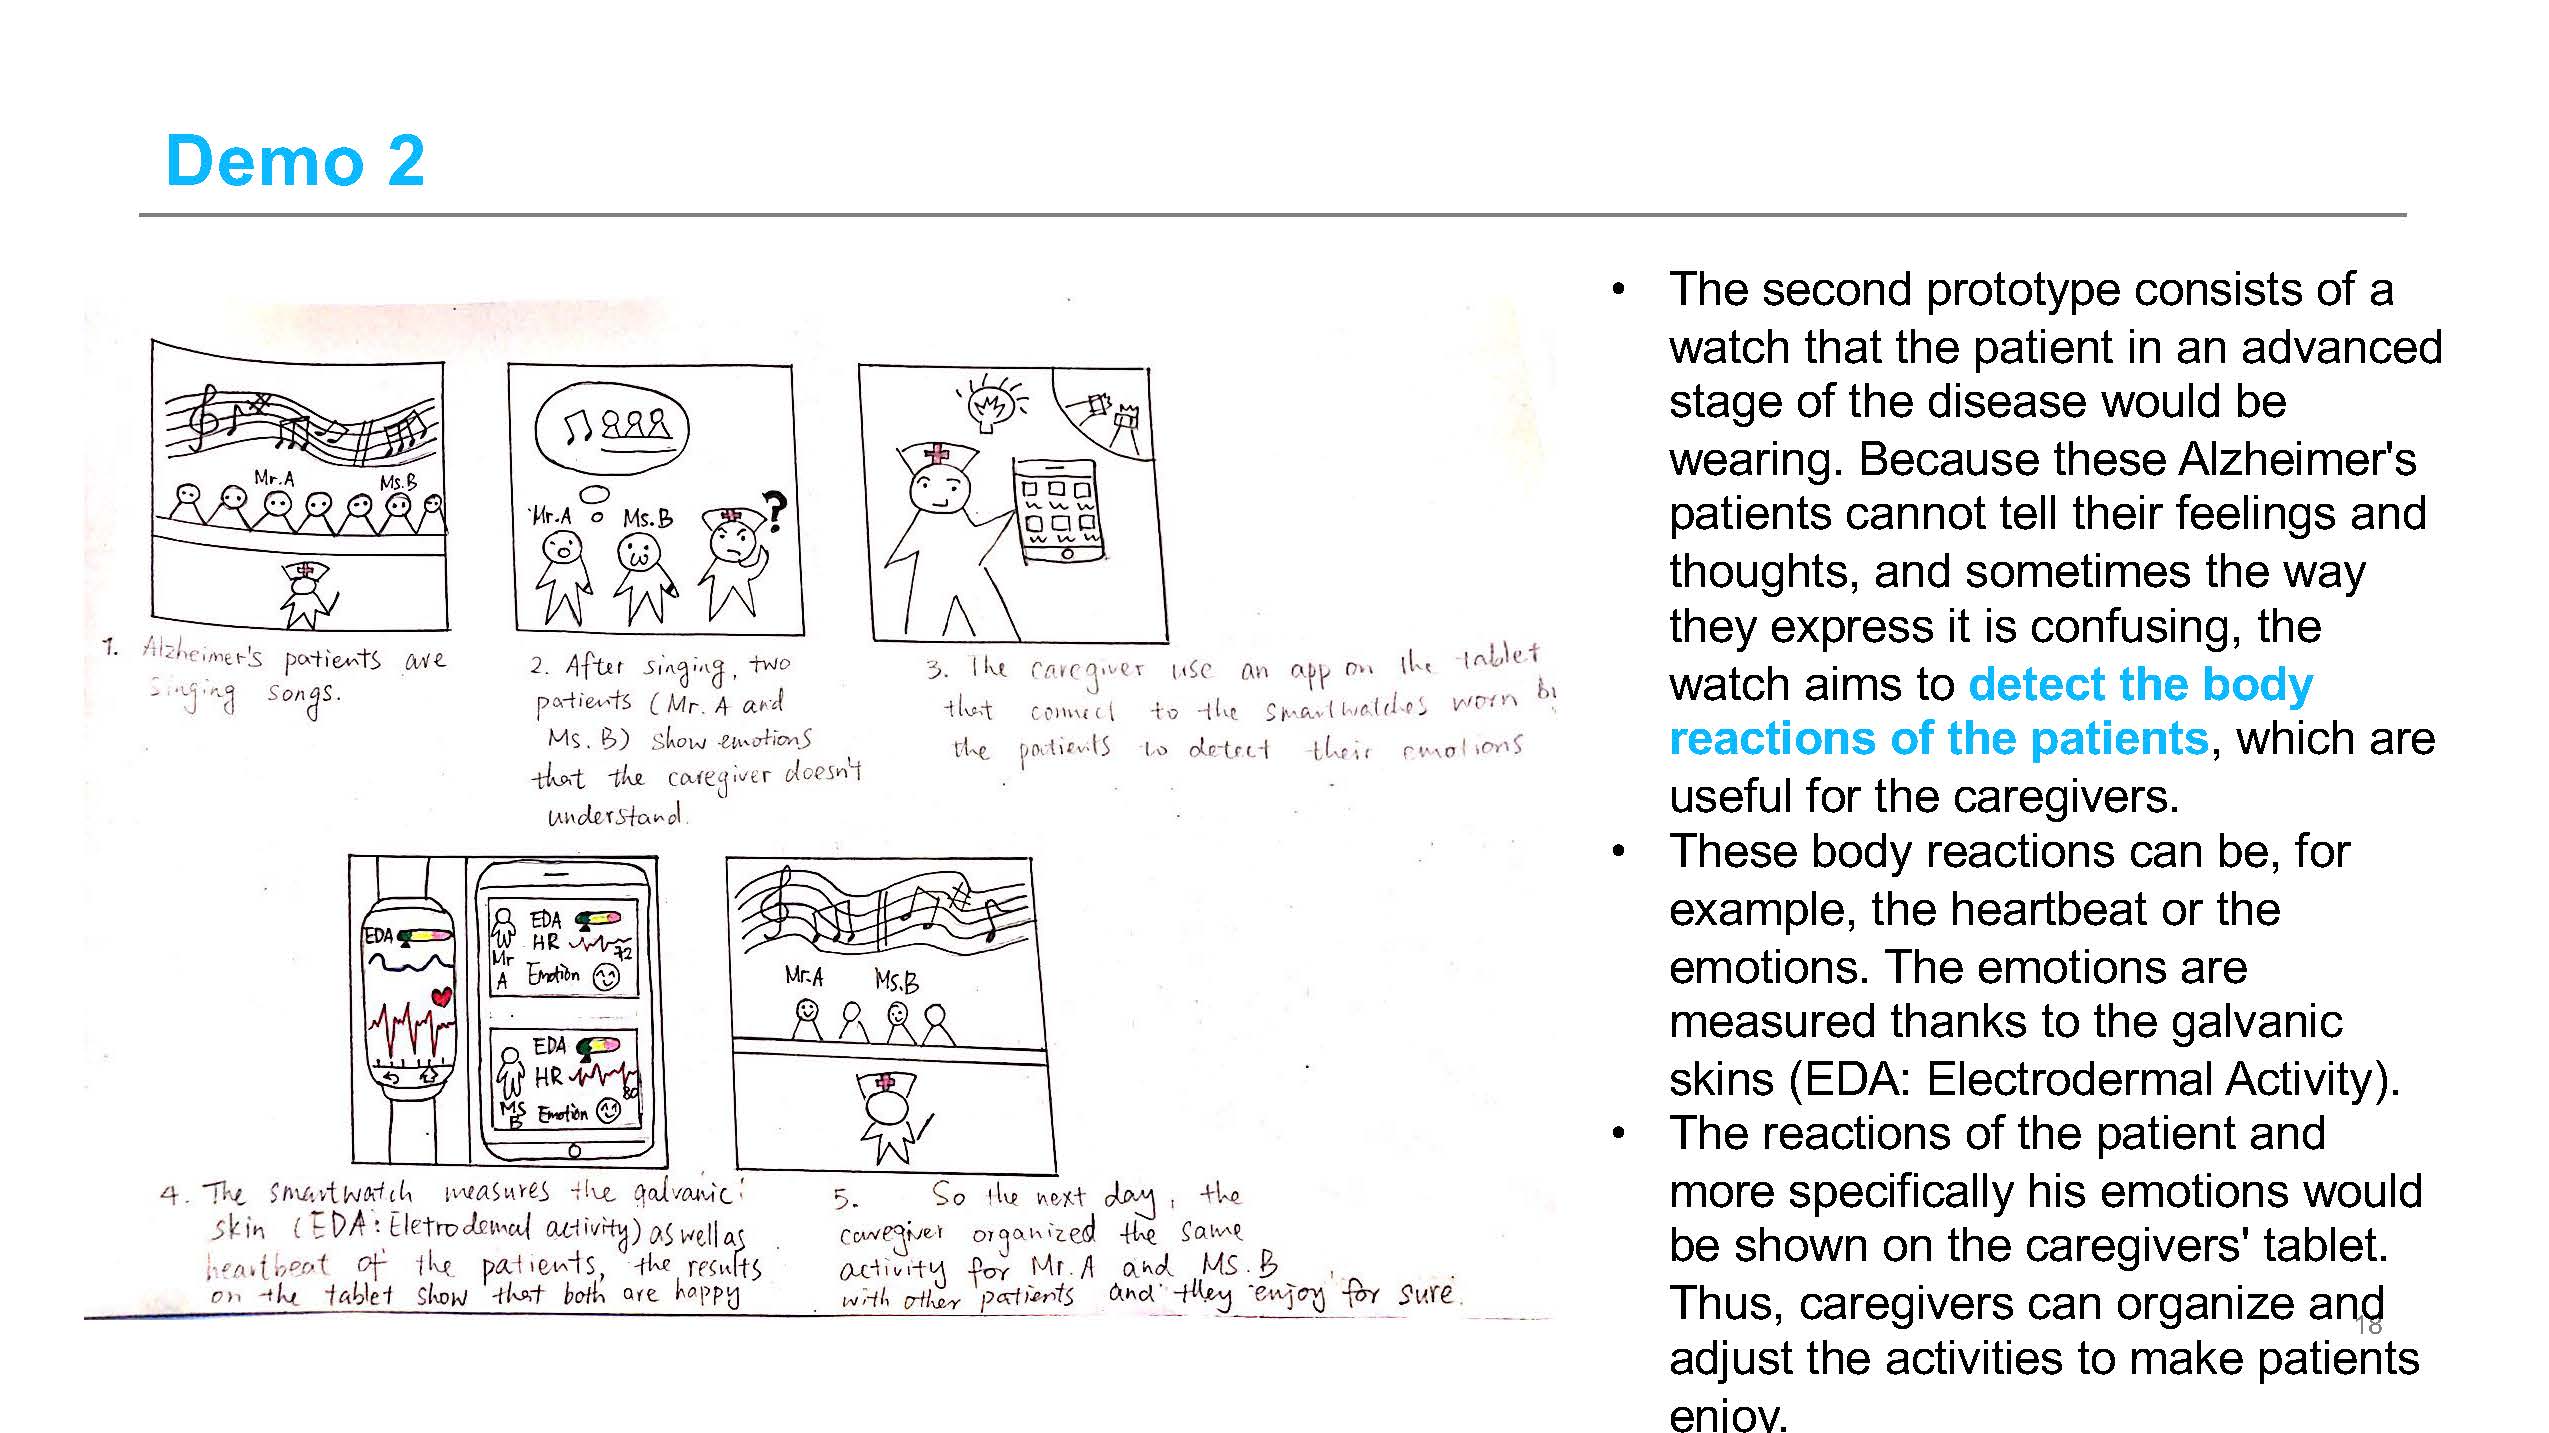 Demo 2
Mr.A
Ms.B
1. Alzheimer's patients are
singing songs.
Mr.A Ms.B ?
2. After singing, two
patients (Mr. A and
Ms. B) show emotions
that the caregiver doesn't
understand.
3. The caregiver use an app on the tablet
that connect to the smartwatches worn by
the patients to detect their emotions
EDA
EDA
HR 72
Mr
A Emotion
EDA
HR 80
MS
B Emotion
4. The smartwatch measures the galvanic
skin (EDA: Eletrodemal activity) as well as
heartbeat of the patients, the results
on the tablet show that both are happy
Mr.A Ms.B
5. So the next day, the
caregiver organized the same
activity for Mr. A and MS. B
with other patients and they enjoy for sure.
• The second prototype consists of a
watch that the patient in an advanced
stage of the disease would be
wearing. Because these Alzheimer's
patients cannot tell their feelings and
thoughts, and sometimes the way
they express it is confusing, the
watch aims to detect the body
reactions of the patients, which are
useful for the caregivers.
• These body reactions can be, for
example, the heartbeat or the
emotions. The emotions are
measured thanks to the galvanic
skins (EDA: Electrodermal Activity).
• The reactions of the patient and
more specifically his emotions would
be shown on the caregivers' tablet.
Thus, caregivers can organize and
adjust the activities to make patients
enjoy.
18